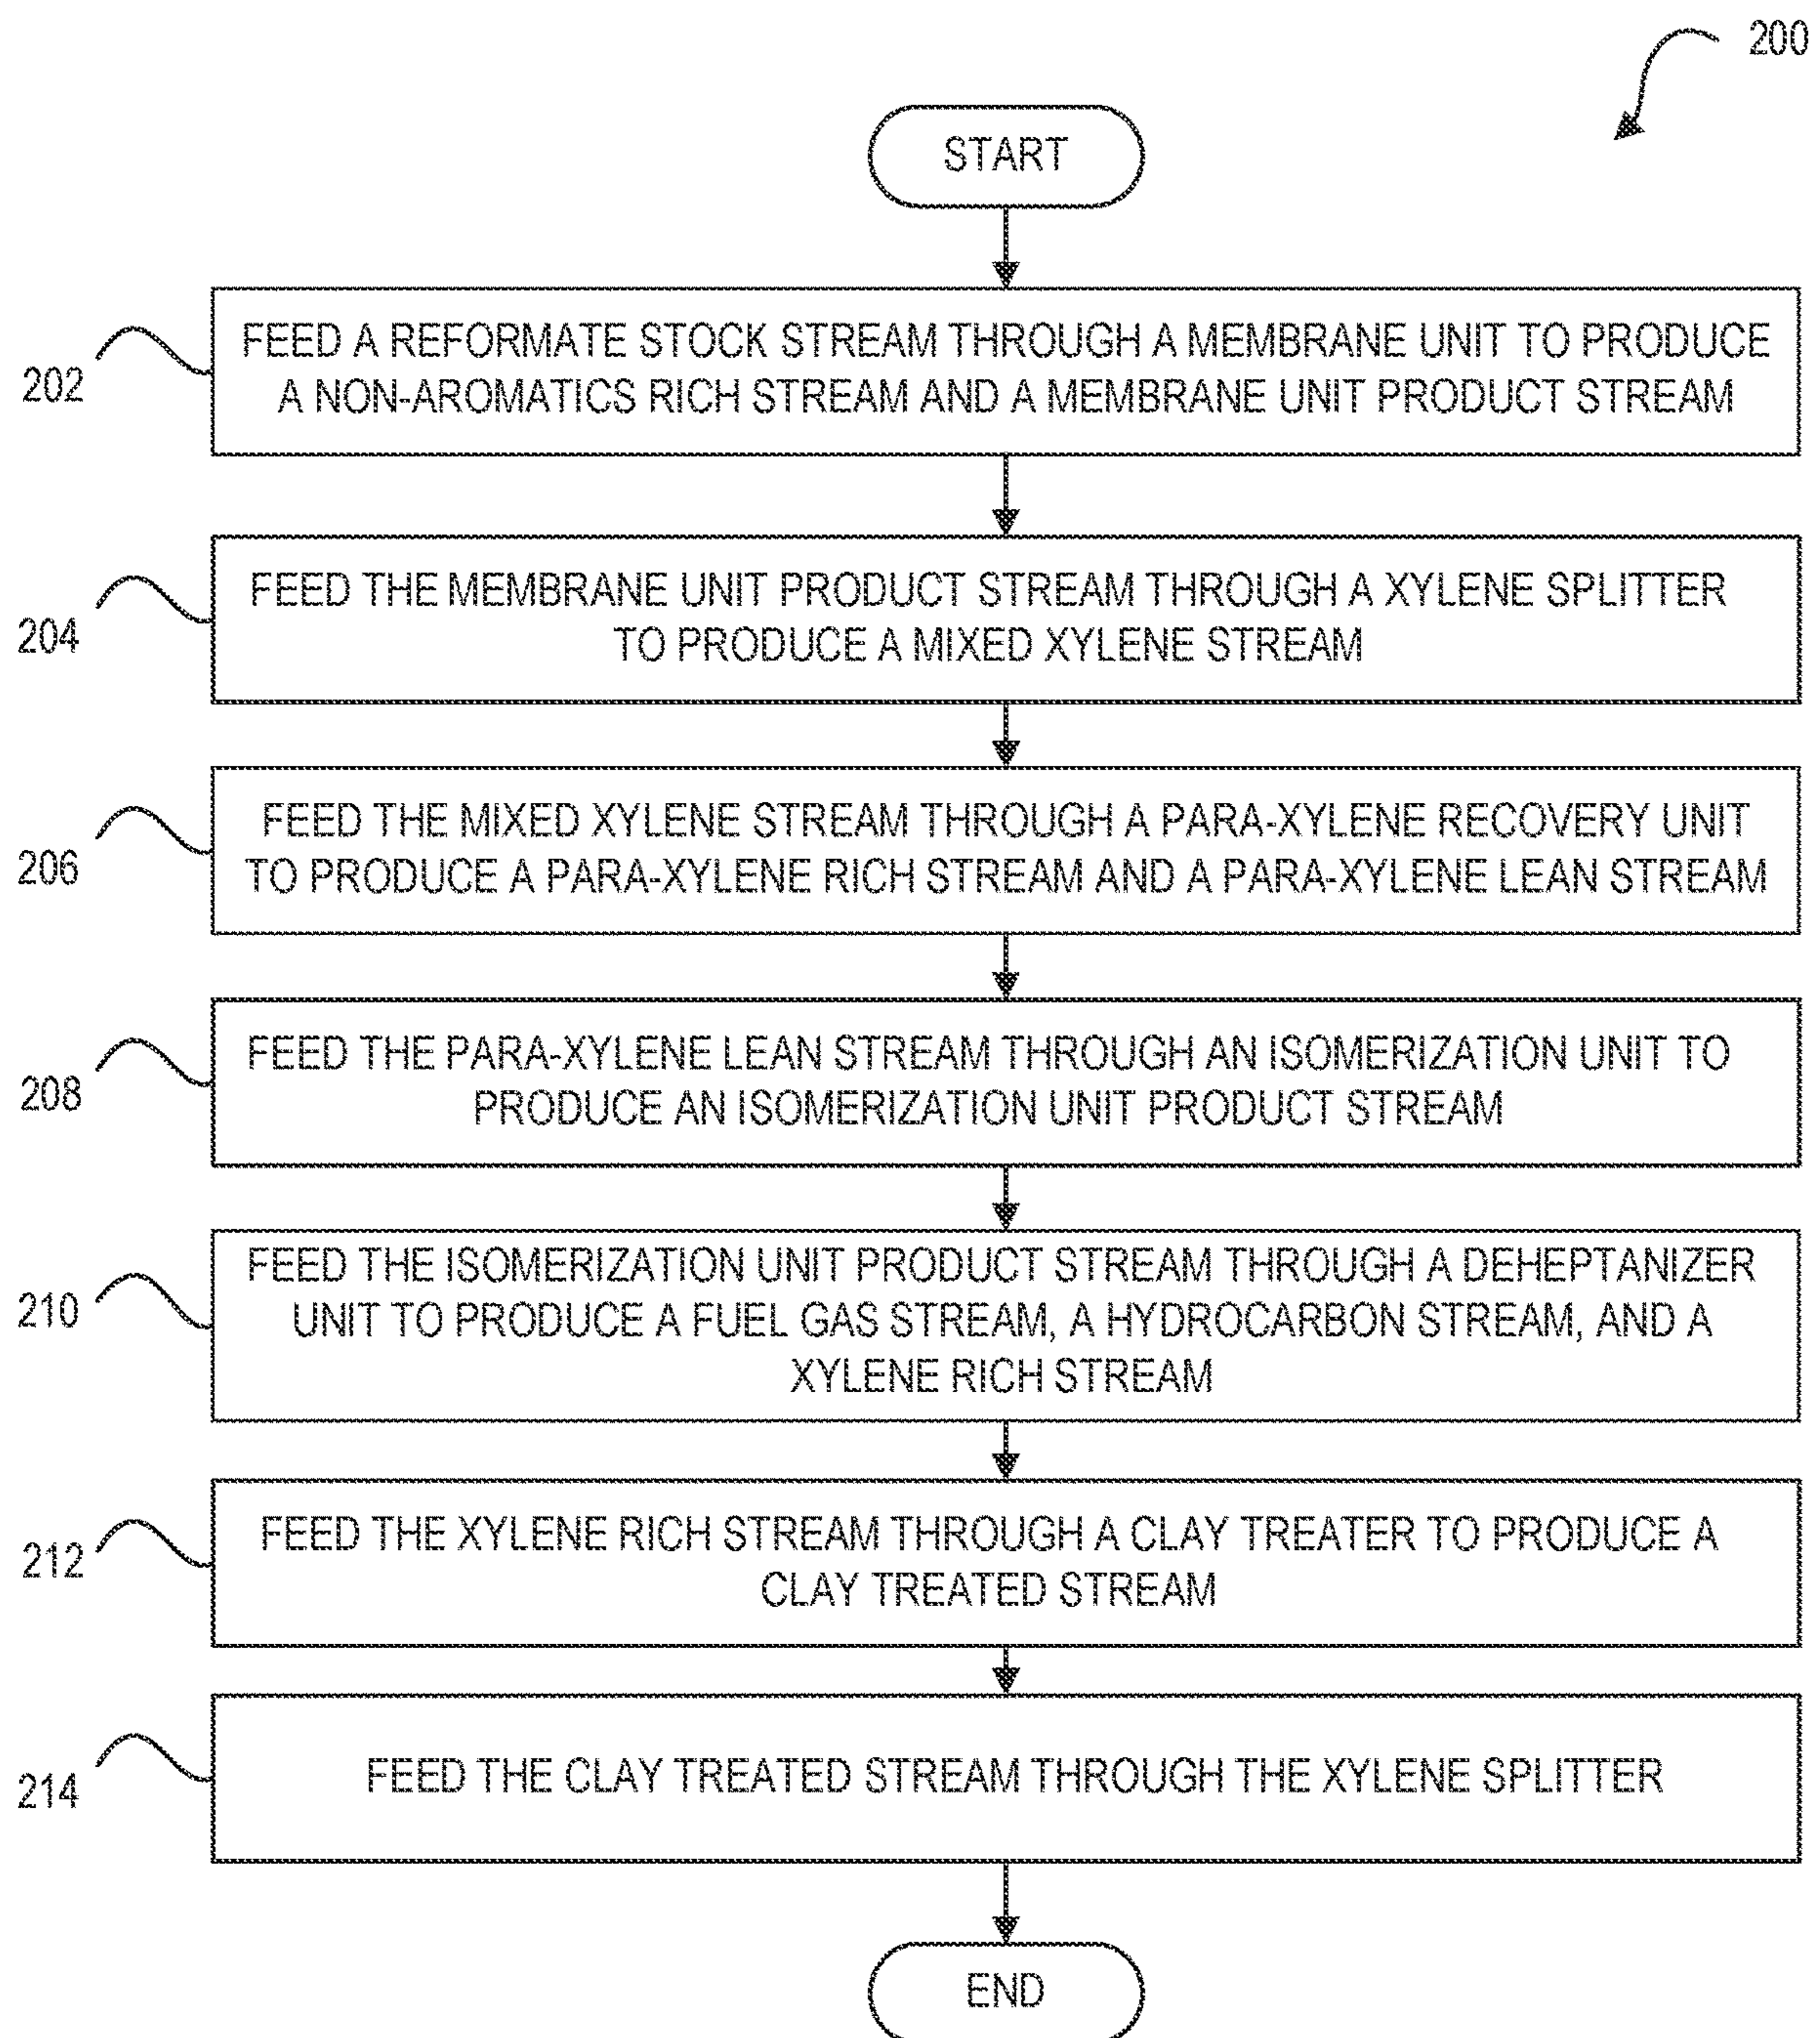 200
START
202
FEED A REFORMATE STOCK STREAM THROUGH A MEMBRANE UNIT TO PRODUCE
A NON-AROMATICS RICH STREAM AND A MEMBRANE UNIT PRODUCT STREAM
204
FEED THE MEMBRANE UNIT PRODUCT STREAM THROUGH A XYLENE SPLITTER
TO PRODUCE A MIXED XYLENE STREAM
206
FEED THE MIXED XYLENE STREAM THROUGH A PARA-XYLENE RECOVERY UNIT
TO PRODUCE A PARA-XYLENE RICH STREAM AND A PARA-XYLENE LEAN STREAM
208
FEED THE PARA-XYLENE LEAN STREAM THROUGH AN ISOMERIZATION UNIT TO
PRODUCE AN ISOMERIZATION UNIT PRODUCT STREAM
210
FEED THE ISOMERIZATION UNIT PRODUCT STREAM THROUGH A DEHEPTANIZER
UNIT TO PRODUCE A FUEL GAS STREAM, A HYDROCARBON STREAM, AND A
XYLENE RICH STREAM
212
FEED THE XYLENE RICH STREAM THROUGH A CLAY TREATER TO PRODUCE A
CLAY TREATED STREAM
214
FEED THE CLAY TREATED STREAM THROUGH THE XYLENE SPLITTER
END